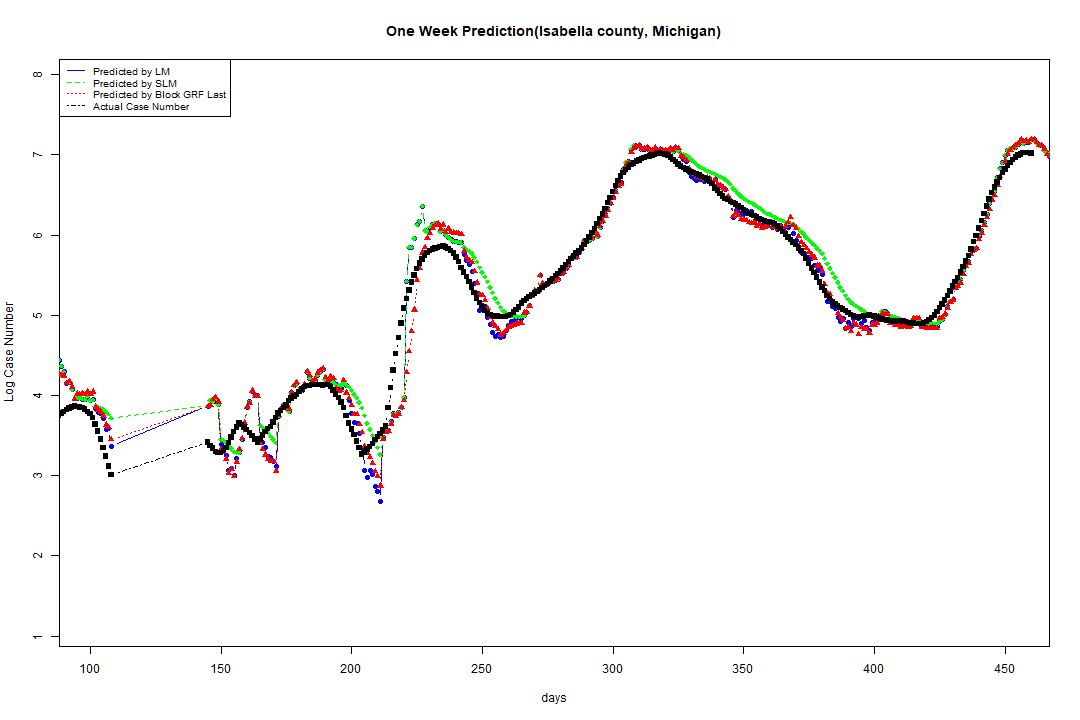 One Week Prediction(Isabella county, Michigan)
Predicted by LM
Predicted by SLM
Predicted by Block GRF Last
Actual Case Number
8
7
6
5
4
3
2
1
Log Case Number
100 150 200 250 300 350 400 450
days